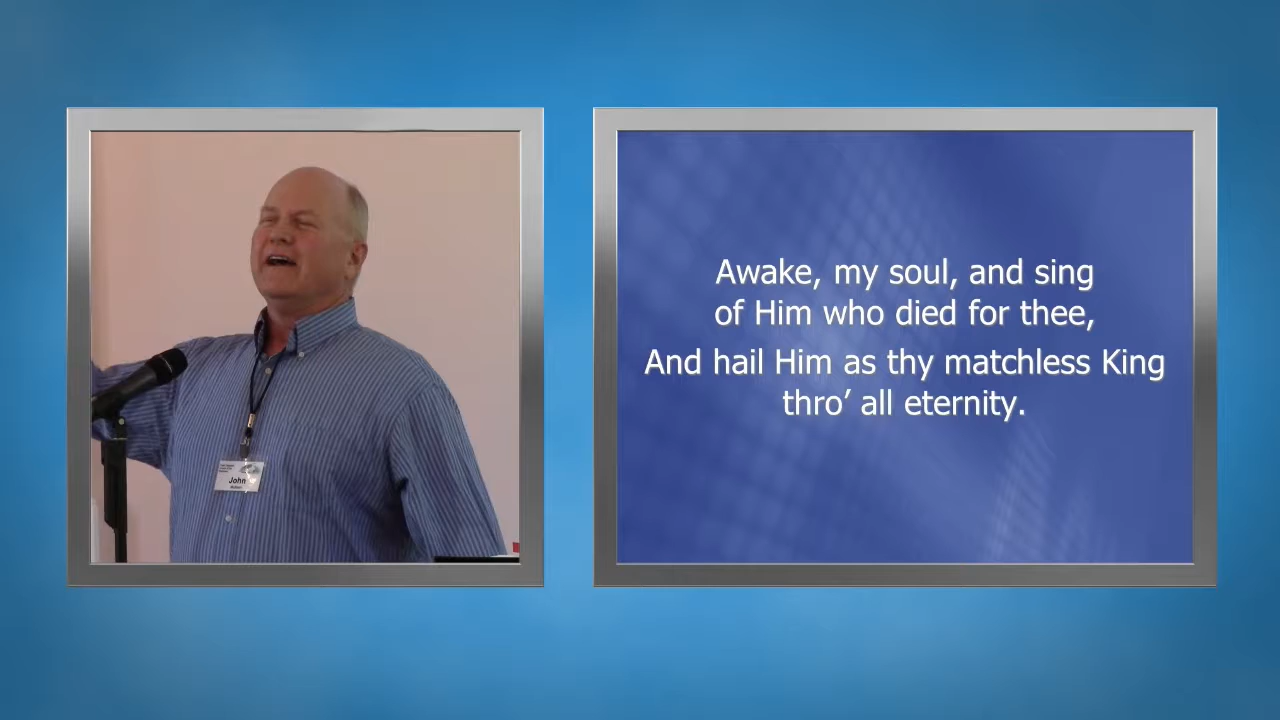 John
Awake, my soul, and sing
of Him who died for thee,
And hail Him as thy matchless King
thro’ all eternity.